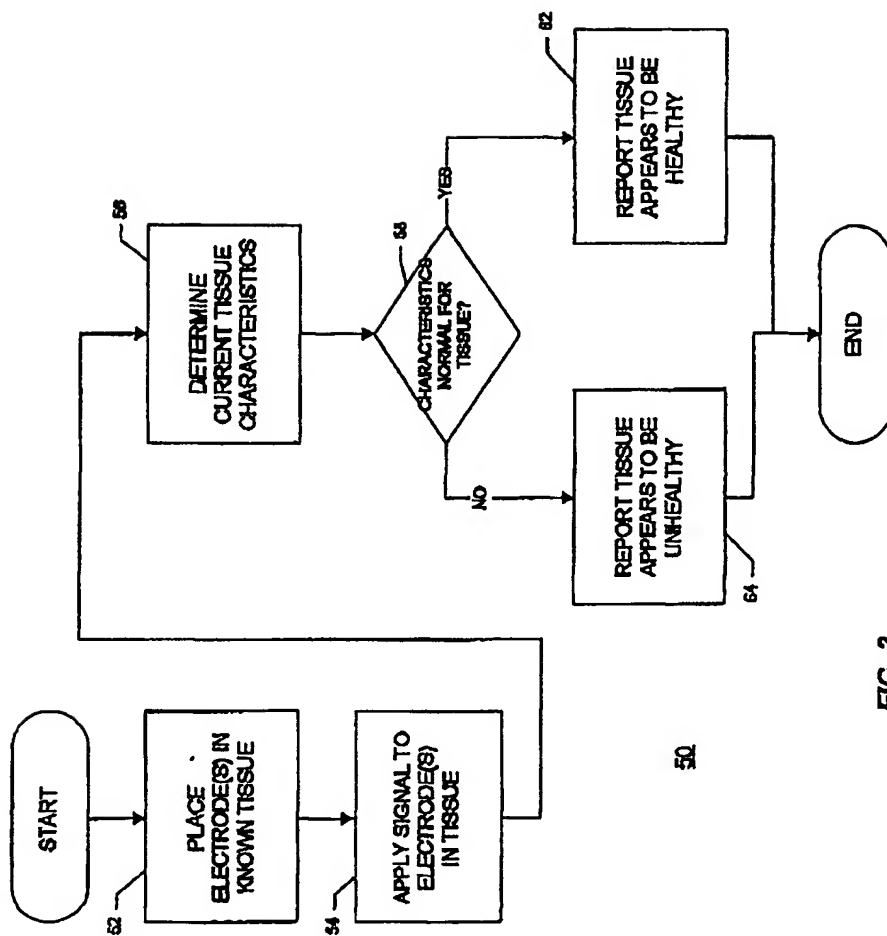 START
52
PLACE
ELECTRODE(S) IN
KNOWN TISSUE
54
APPLY SIGNAL TO
ELECTRODE(S)
IN TISSUE
56
DETERMINE
CURRENT TISSUE
CHARACTERISTICS
58
CHARACTERISTICS
NORMAL FOR
TISSUE?
NO
YES
64
REPORT TISSUE
APPEARS TO BE
UNHEALTHY
62
REPORT TISSUE
APPEARS TO BE
HEALTHY
END
50
FIG. 2